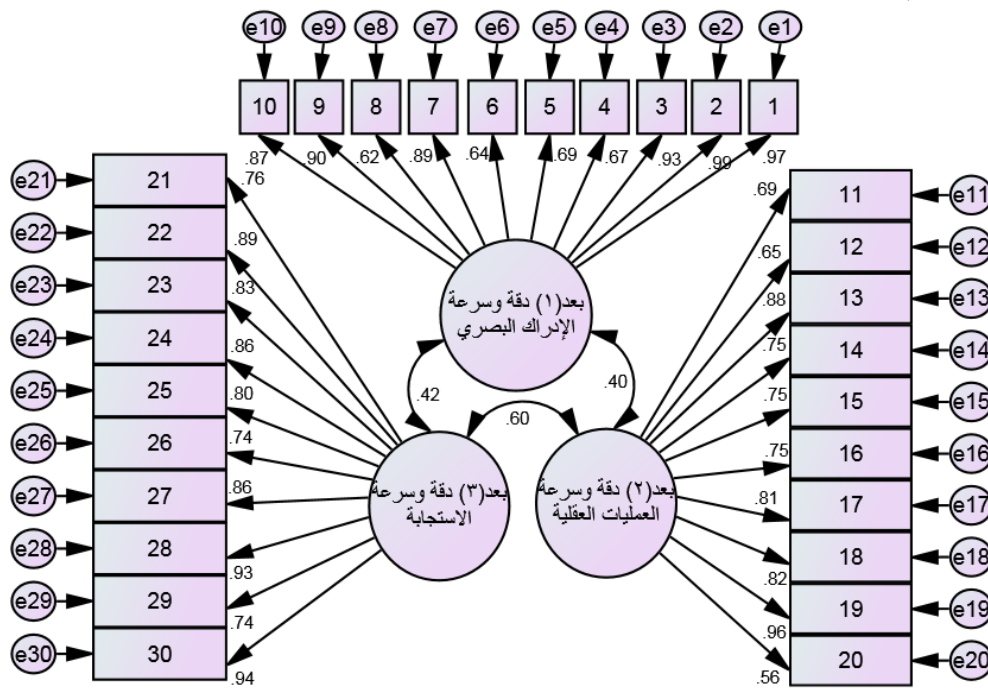 e10 e9 e8 e7 e6 e5 e4 e3 e2 e1
10 9 8 7 6 5 4 3 2 1
.87 .90 .62 .89 .64 .69 .67 .93 .99 .97
e21 21 .76
e22 22 .89
e23 23 .83
e24 24 .86
e25 25 .80
e26 26 .74
e27 27 .86
e28 28 .93
e29 29 .74
e30 30 .94
بعد(١) دقة وسرعة
الإدراك البصري
.42
.40
.60
بعد(٣) دقة وسرعة
الاستجابة
بعد(٢) دقة وسرعة
العمليات العقلية
.69 11 e11
.65 12 e12
.88 13 e13
.75 14 e14
.75 15 e15
.75 16 e16
.81 17 e17
.82 18 e18
.96 19 e19
.56 20 e20